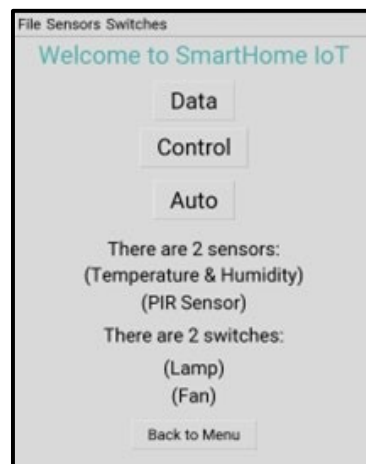 File Sensors Switches
Welcome to SmartHome IoT
Data
Control
Auto
There are 2 sensors:
(Temperature & Humidity)
(PIR Sensor)
There are 2 switches:
(Lamp)
(Fan)
Back to Menu